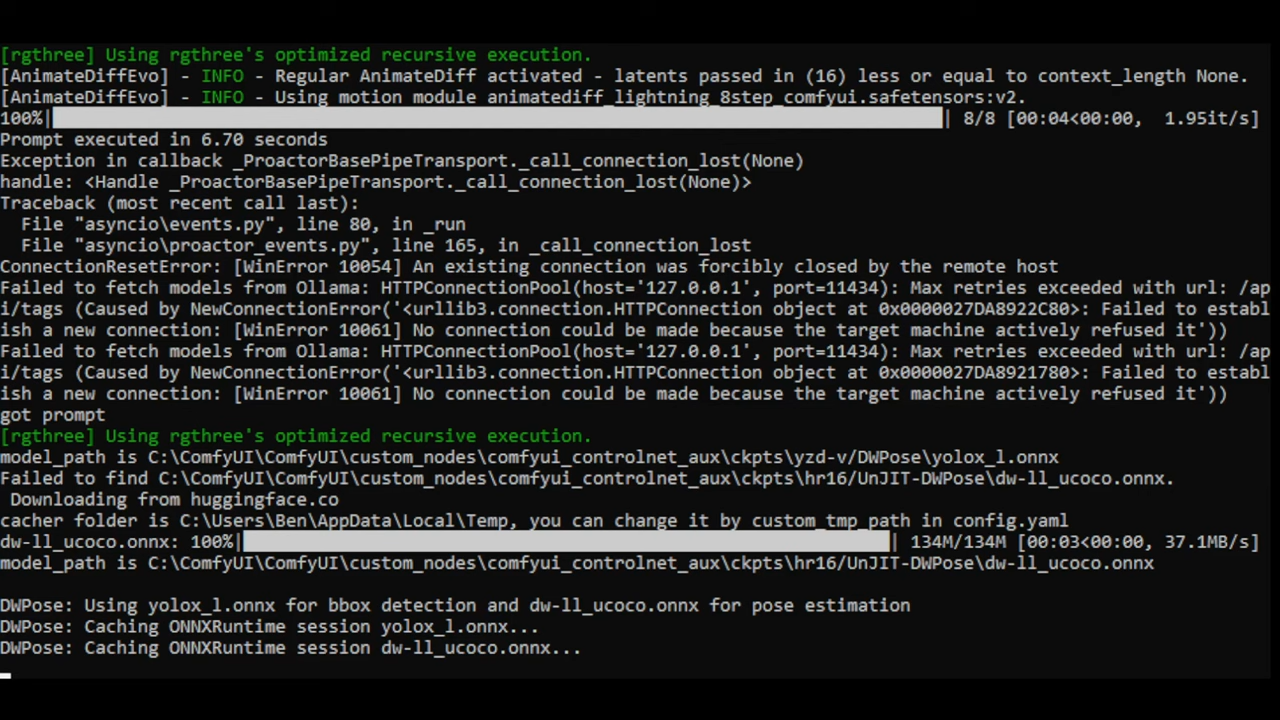 [rgthree] Using rgthree's optimized recursive execution.
[AnimateDiffEvo] - INFO - Regular AnimateDiff activated - latents passed in (16) less or equal to context_length None.
[AnimateDiffEvo] - INFO - Using motion module animatediff_lightning_8step_comfyui.safetensors:v2.
100%| | 8/8 [00:04<00:00,  1.95it/s]
Prompt executed in 6.70 seconds
Exception in callback _ProactorBasePipeTransport._call_connection_lost(None)
handle: <Handle _ProactorBasePipeTransport._call_connection_lost(None)>
Traceback (most recent call last):
  File "asyncio\events.py", line 80, in _run
  File "asyncio\proactor_events.py", line 165, in _call_connection_lost
ConnectionResetError: [WinError 10054] An existing connection was forcibly closed by the remote host
Failed to fetch models from Ollama: HTTPConnectionPool(host='127.0.0.1', port=11434): Max retries exceeded with url: /ap
i/tags (Caused by NewConnectionError('<urllib3.connection.HTTPConnection object at 0x0000027DA8922C80>: Failed to establ
ish a new connection: [WinError 10061] No connection could be made because the target machine actively refused it'))
Failed to fetch models from Ollama: HTTPConnectionPool(host='127.0.0.1', port=11434): Max retries exceeded with url: /ap
i/tags (Caused by NewConnectionError('<urllib3.connection.HTTPConnection object at 0x0000027DA8921780>: Failed to establ
ish a new connection: [WinError 10061] No connection could be made because the target machine actively refused it'))
got prompt
[rgthree] Using rgthree's optimized recursive execution.
model_path is C:\ComfyUI\ComfyUI\custom_nodes\comfyui_controlnet_aux\ckpts\yzd-v/DWPose\yolox_l.onnx
Failed to find C:\ComfyUI\ComfyUI\custom_nodes\comfyui_controlnet_aux\ckpts\hr16/UnJIT-DWPose\dw-ll_ucoco.onnx.
 Downloading from huggingface.co
cacher folder is C:\Users\Ben\AppData\Local\Temp, you can change it by custom_tmp_path in config.yaml
dw-ll_ucoco.onnx: 100%| | 134M/134M [00:03<00:00, 37.1MB/s]
model_path is C:\ComfyUI\ComfyUI\custom_nodes\comfyui_controlnet_aux\ckpts\hr16/UnJIT-DWPose\dw-ll_ucoco.onnx
DWPose: Using yolox_l.onnx for bbox detection and dw-ll_ucoco.onnx for pose estimation
DWPose: Caching ONNXRuntime session yolox_l.onnx...
DWPose: Caching ONNXRuntime session dw-ll_ucoco.onnx...